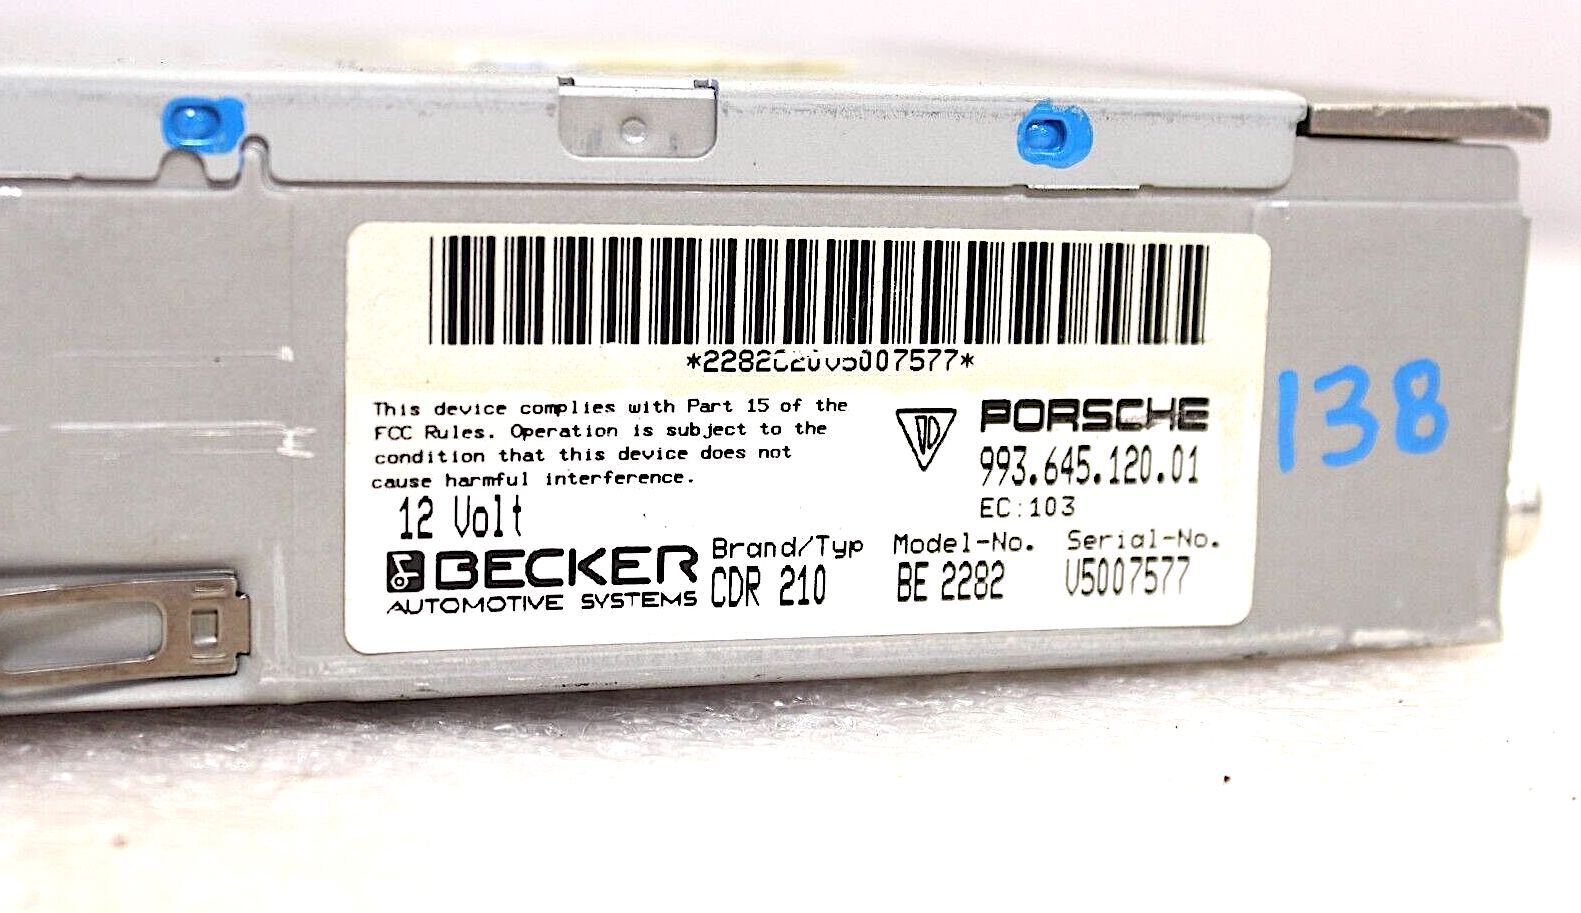 *2282C20V5007577*
This device complies with Part 15 of the
FCC Rules. Operation is subject to the
condition that this device does not
cause harmful interference.
12 Volt
PORSCHE
993.645.120.01
EC:103
BECKER
AUTOMOTIVE SYSTEMS
Brand/Typ
CDR 210
Model-No.
BE 2282
Serial-No.
V5007577
138